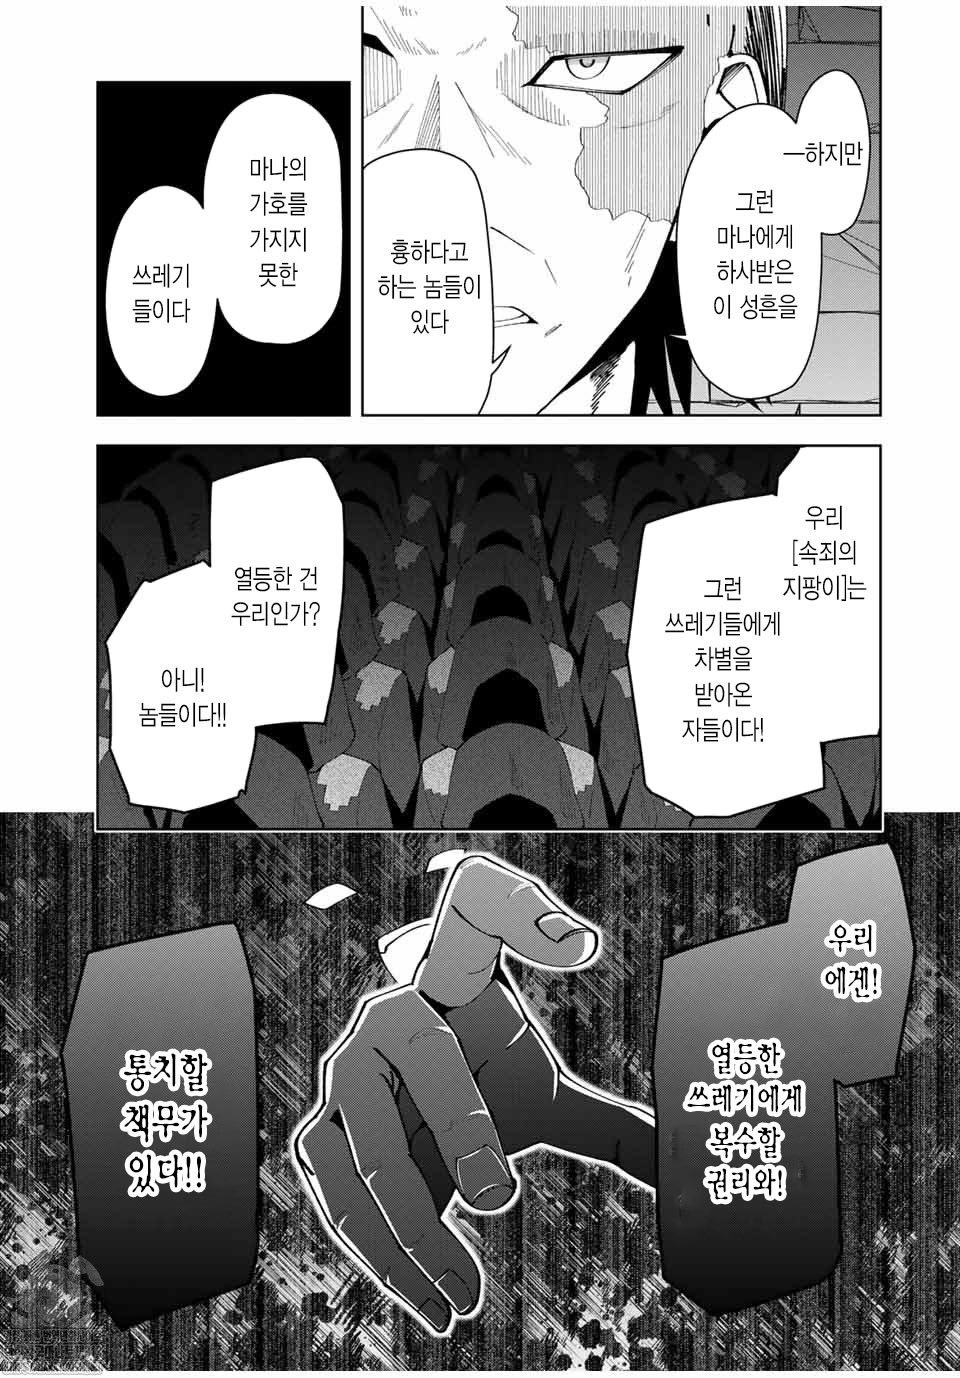 —하지만
그런
마나에게
하사받은
이 성흔을
흉하다고
하는 놈들이
있다
마나의
가호를
가지지
못한
쓰레기
들이다
우리
[속죄의
지팡이]는
그런
쓰레기들에게
차별을
받아온
자들이다!
열등한 건
우리인가?
아니!
놈들이다!!
우리
에겐!
열등한
쓰레기에게
복수할
권리와!
통치할
책무가
있다!!